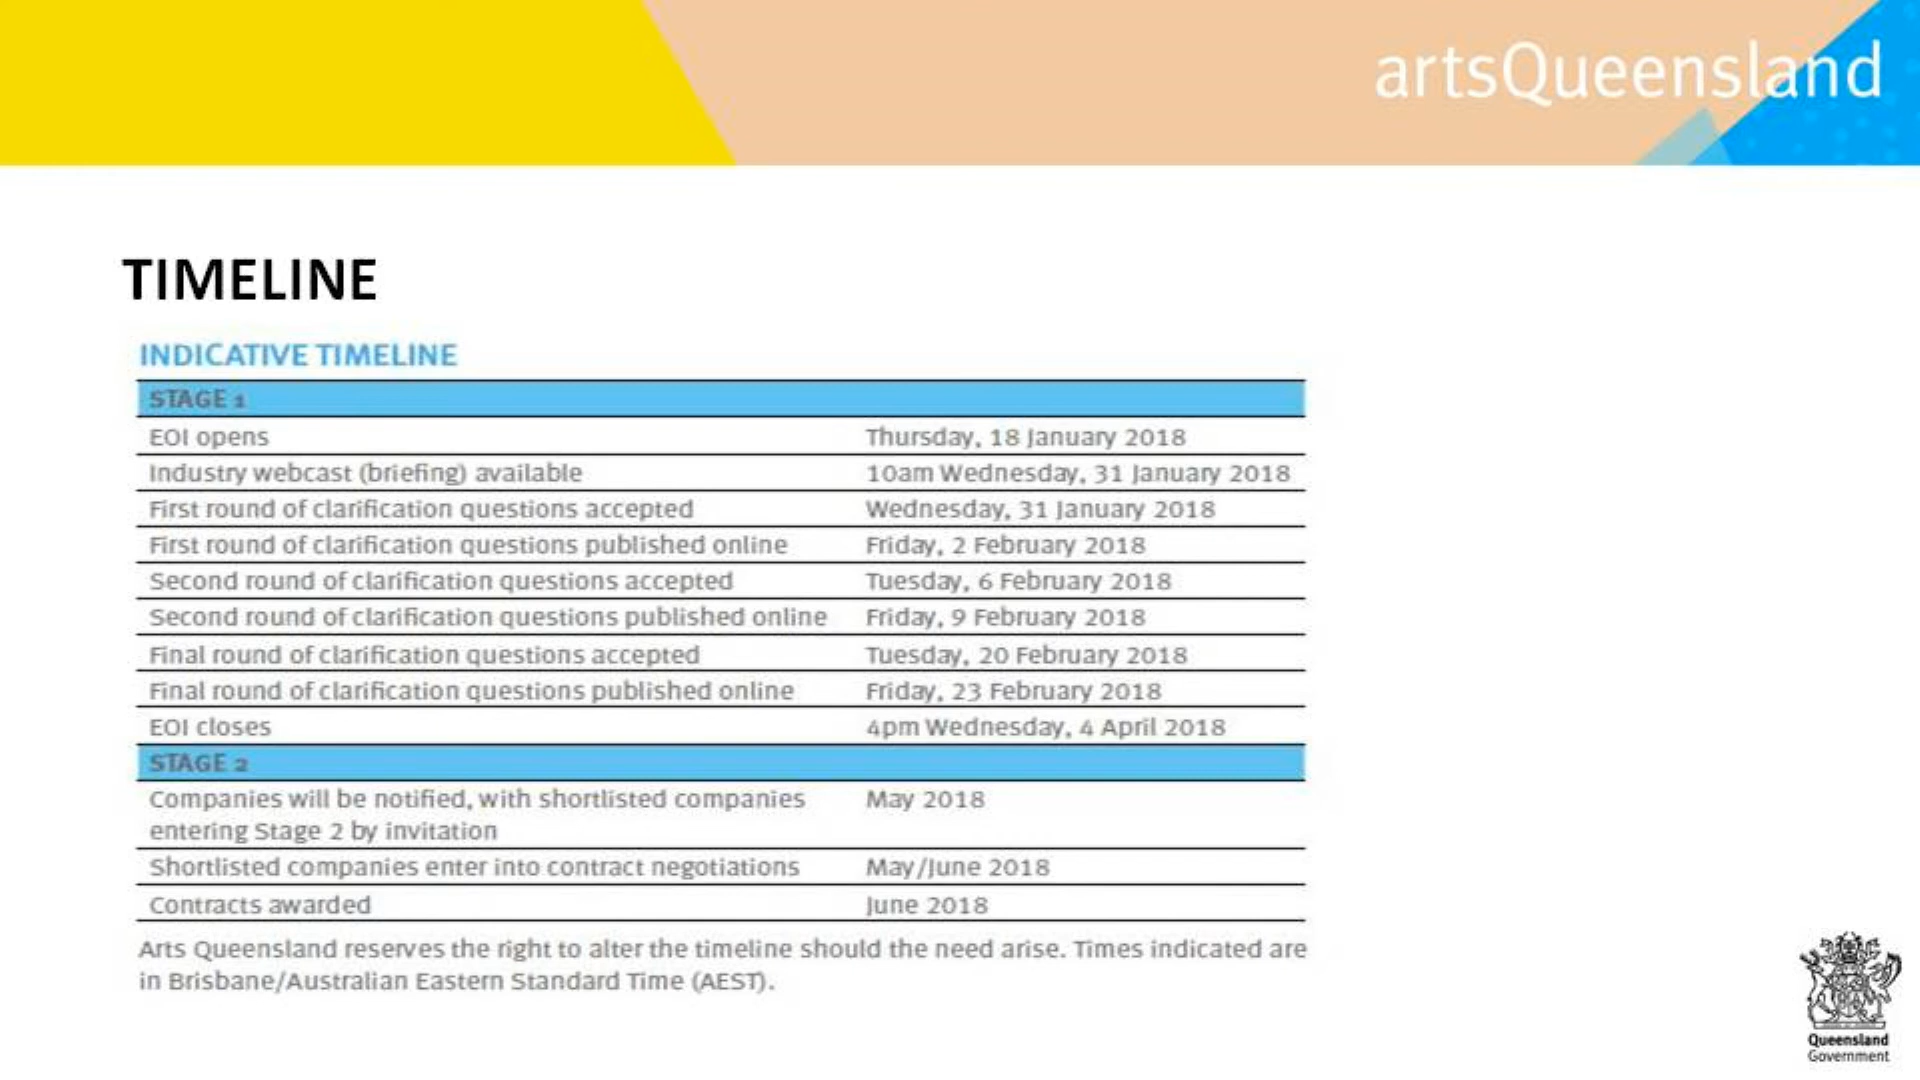 artsQueensland
TIMELINE
INDICATIVE TIMELINE
STAGE 1
EOI opens Thursday, 18 January 2018
Industry webcast (briefing) available 10am Wednesday, 31 January 2018
First round of clarification questions accepted Wednesday, 31 January 2018
First round of clarification questions published online Friday, 2 February 2018
Second round of clarification questions accepted Tuesday, 6 February 2018
Second round of clarification questions published online Friday, 9 February 2018
Final round of clarification questions accepted Tuesday, 20 February 2018
Final round of clarification questions published online Friday, 23 February 2018
EOI closes 4pm Wednesday, 4 April 2018
STAGE 2
Companies will be notified, with shortlisted companies May 2018
entering Stage 2 by invitation
Shortlisted companies enter into contract negotiations May/June 2018
Contracts awarded June 2018
Arts Queensland reserves the right to alter the timeline should the need arise. Times indicated are
in Brisbane/Australian Eastern Standard Time (AEST).
Queensland
Government